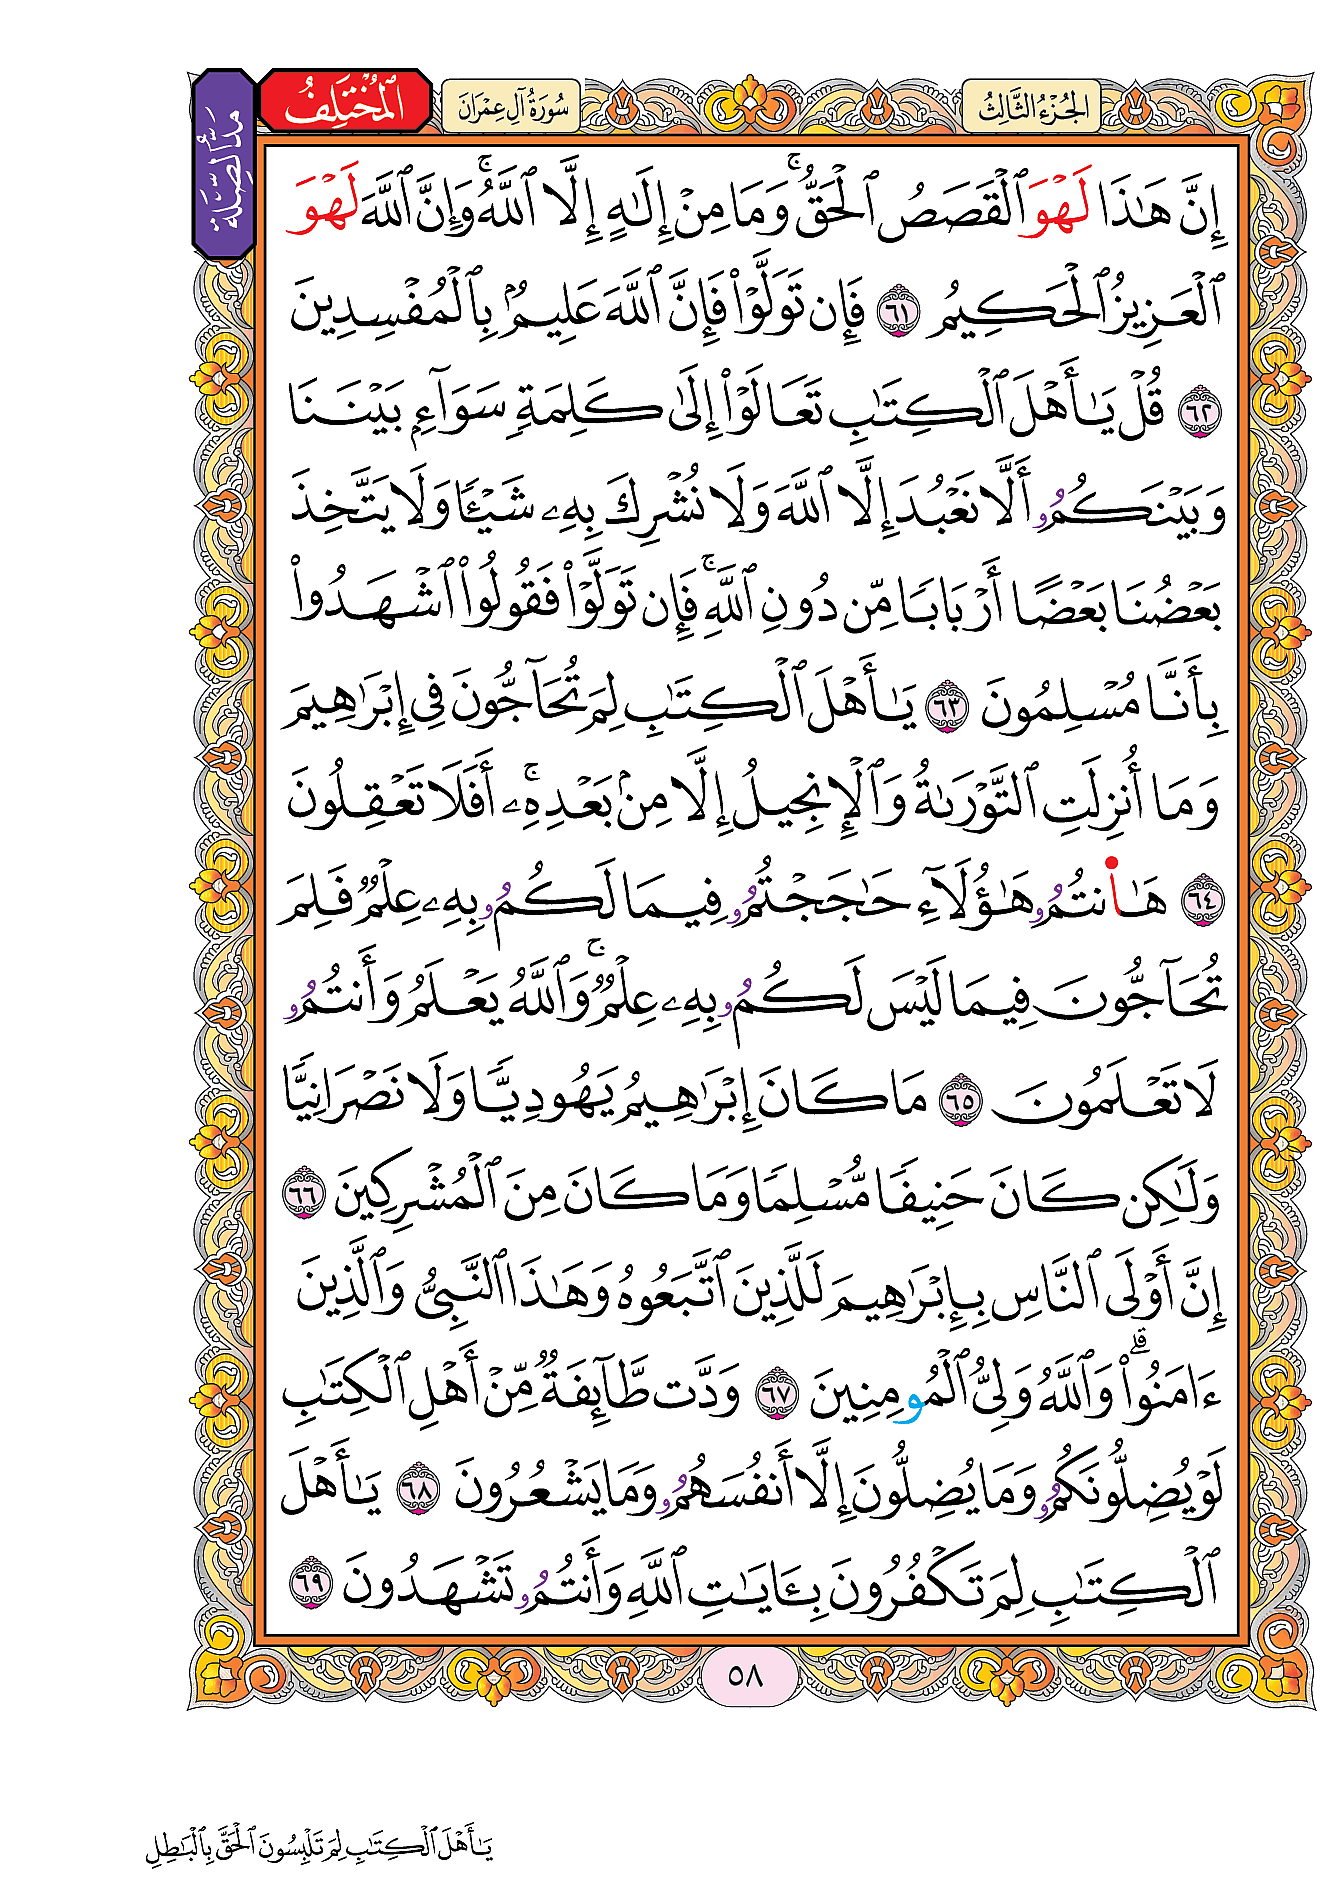 الجُزْءُ الثَّالِثُ
سُورَةُ آلِ عِمْرَانَ
المُخْتَلِفُ
مَدُّ الصِّلَة
إِنَّ هَٰذَا لَهْوَ ٱلْقَصَصُ ٱلْحَقُّۚ وَمَا مِنْ إِلَٰهٍ إِلَّا ٱللَّهُۚ وَإِنَّ ٱللَّهَ لَهْوَ
ٱلْعَزِيزُ ٱلْحَكِيمُ ٦١ فَإِن تَوَلَّوْا۟ فَإِنَّ ٱللَّهَ عَلِيمُۢ بِٱلْمُفْسِدِينَ
٦٢ قُلْ يَـٰأَهْلَ ٱلْكِتَـٰبِ تَعَالَوْا۟ إِلَىٰ كَلِمَةٍ سَوَآءِۭ بَيْنَنَا
وَبَيْنَكُمُۥ أَلَّا نَعْبُدَ إِلَّا ٱللَّهَ وَلَا نُشْرِكَ بِهِۦ شَيْـًٔا وَلَا يَتَّخِذَ
بَعْضُنَا بَعْضًا أَرْبَابًا مِّن دُونِ ٱللَّهِۚ فَإِن تَوَلَّوْا۟ فَقُولُوا۟ ٱشْهَدُوا۟
بِأَنَّا مُسْلِمُونَ ٦٣ يَـٰأَهْلَ ٱلْكِتَـٰبِ لِمَ تُحَآجُّونَ فِى إِبْرَٰهِيمَ
وَمَا أُنزِلَتِ ٱلتَّوْرَىٰةُ وَٱلْإِنجِيلُ إِلَّا مِنۢ بَعْدِهِۦۚ أَفَلَا تَعْقِلُونَ
٦٤ هَـٰا۬نتُمُۥ هَـٰؤُلَآءِ حَـٰجَجْتُمُۥ فِيمَا لَكُمُۥ بِهِۦ عِلْمٌ فَلِمَ
تُحَآجُّونَ فِيمَا لَيْسَ لَكُمُۥ بِهِۦ عِلْمٌۚ وَٱللَّهُ يَعْلَمُ وَأَنتُمُۥ
لَا تَعْلَمُونَ ٦٥ مَا كَانَ إِبْرَٰهِيمُ يَهُودِيًّا وَلَا نَصْرَانِيًّا
وَلَـٰكِن كَانَ حَنِيفًا مُّسْلِمًا وَمَا كَانَ مِنَ ٱلْمُشْرِكِينَ ٦٦
إِنَّ أَوْلَى ٱلنَّاسِ بِإِبْرَٰهِيمَ لَلَّذِينَ ٱتَّبَعُوهُ وَهَـٰذَا ٱلنَّبِىُّ وَٱلَّذِينَ
ءَامَنُوا۟ۗ وَٱللَّهُ وَلِىُّ ٱلْمُومِنِينَ ٦٧ وَدَّت طَّآئِفَةٌ مِّنْ أَهْلِ ٱلْكِتَـٰبِ
لَوْ يُضِلُّونَكُمُۥ وَمَا يُضِلُّونَ إِلَّا أَنفُسَهُمُۥ وَمَا يَشْعُرُونَ ٦٨ يَـٰأَهْلَ
ٱلْكِتَـٰبِ لِمَ تَكْفُرُونَ بِـَٔايَـٰتِ ٱللَّهِ وَأَنتُمُۥ تَشْهَدُونَ ٦٩
٥٨
يَـٰأَهْلَ ٱلْكِتَـٰبِ لِمَ تَلْبِسُونَ ٱلْحَقَّ بِٱلْبَـٰطِلِ